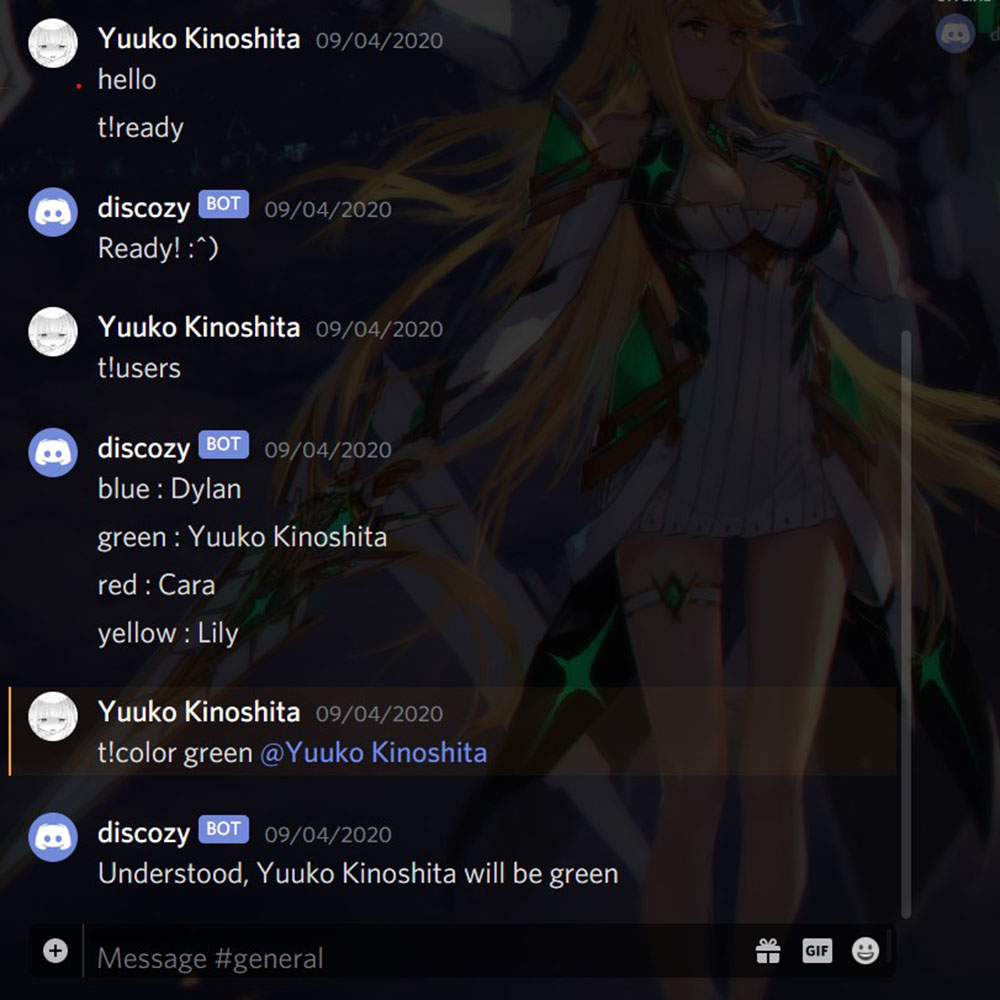 Yuuko Kinoshita 09/04/2020
hello
t!ready
discozy BOT 09/04/2020
Ready! :^)
Yuuko Kinoshita 09/04/2020
t!users
discozy BOT 09/04/2020
blue : Dylan
green : Yuuko Kinoshita
red : Cara
yellow : Lily
Yuuko Kinoshita 09/04/2020
t!color green @Yuuko Kinoshita
discozy BOT 09/04/2020
Understood, Yuuko Kinoshita will be green
Message #general GIF